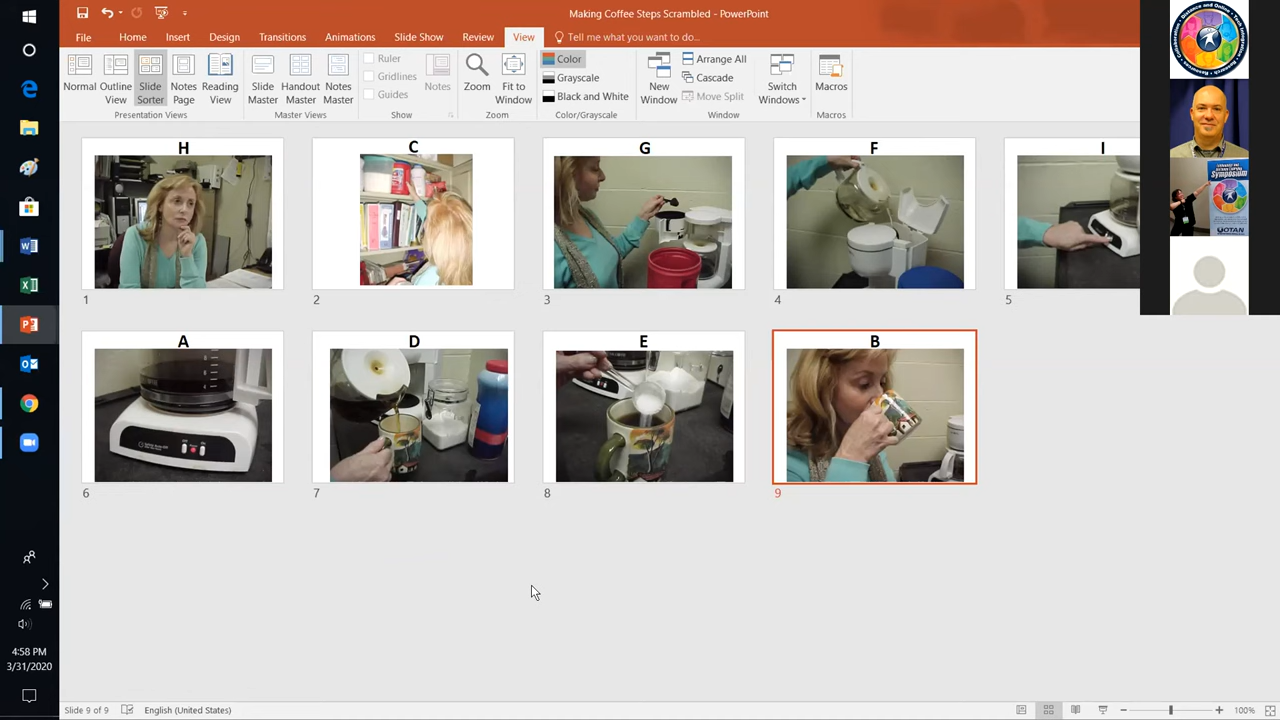 Making Coffee Steps Scrambled - PowerPoint
File Home Insert Design Transitions Animations Slide Show Review View Tell me what you want to do...
Normal Outline View Slide Sorter Notes Page Reading View
Presentation Views
Slide Master Handout Master Notes Master
Master Views
Ruler
Gridlines
Guides
Notes
Show
Zoom Fit to Window
Zoom
Color
Grayscale
Black and White
Color/Grayscale
New Window
Arrange All
Cascade
Move Split
Switch Windows
Window
Macros
Macros
H C G F I
1 2 3 4 5
A D E B
6 7 8 9
Symposium
OTAN
4:58 PM
3/31/2020
Slide 9 of 9 English (United States) 100%